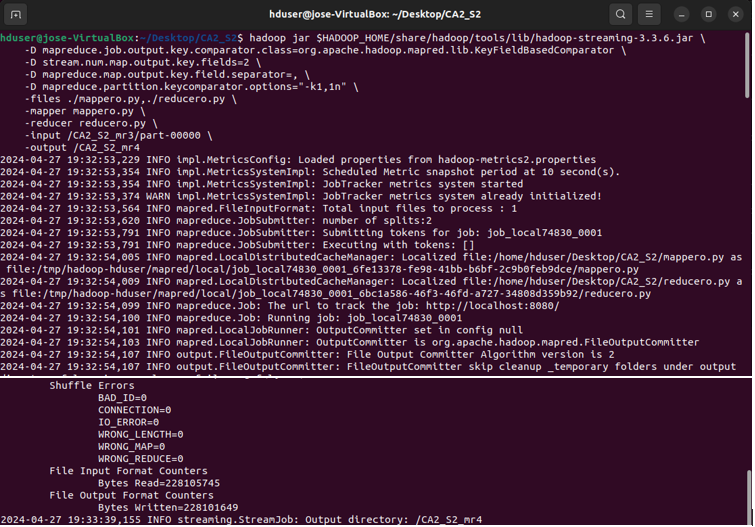 hduser@jose-VirtualBox: ~/Desktop/CA2_S2
hduser@jose-VirtualBox:~/Desktop/CA2_S2$ hadoop jar $HADOOP_HOME/share/hadoop/tools/lib/hadoop-streaming-3.3.6.jar \
    -D mapreduce.job.output.key.comparator.class=org.apache.hadoop.mapred.lib.KeyFieldBasedComparator \
    -D stream.num.map.output.key.fields=2 \
    -D mapreduce.map.output.key.field.separator=, \
    -D mapreduce.partition.keycomparator.options="-k1,1n" \
    -files ./mappero.py,./reducero.py \
    -mapper mappero.py \
    -reducer reducero.py \
    -input /CA2_S2_mr3/part-00000 \
    -output /CA2_S2_mr4
2024-04-27 19:32:53,229 INFO impl.MetricsConfig: Loaded properties from hadoop-metrics2.properties
2024-04-27 19:32:53,354 INFO impl.MetricsSystemImpl: Scheduled Metric snapshot period at 10 second(s).
2024-04-27 19:32:53,354 INFO impl.MetricsSystemImpl: JobTracker metrics system started
2024-04-27 19:32:53,374 WARN impl.MetricsSystemImpl: JobTracker metrics system already initialized!
2024-04-27 19:32:53,564 INFO mapred.FileInputFormat: Total input files to process : 1
2024-04-27 19:32:53,620 INFO mapreduce.JobSubmitter: number of splits:2
2024-04-27 19:32:53,791 INFO mapreduce.JobSubmitter: Submitting tokens for job: job_local74830_0001
2024-04-27 19:32:53,791 INFO mapreduce.JobSubmitter: Executing with tokens: []
2024-04-27 19:32:54,005 INFO mapred.LocalDistributedCacheManager: Localized file:/home/hduser/Desktop/CA2_S2/mappero.py as
 file:/tmp/hadoop-hduser/mapred/local/job_local74830_0001_6fe13378-fe98-41bb-b6bf-2c9b0feb9dce/mappero.py
2024-04-27 19:32:54,009 INFO mapred.LocalDistributedCacheManager: Localized file:/home/hduser/Desktop/CA2_S2/reducero.py a
s file:/tmp/hadoop-hduser/mapred/local/job_local74830_0001_6bc1a586-46f3-46fd-a727-34808d359b92/reducero.py
2024-04-27 19:32:54,099 INFO mapreduce.Job: The url to track the job: http://localhost:8080/
2024-04-27 19:32:54,100 INFO mapreduce.Job: Running job: job_local74830_0001
2024-04-27 19:32:54,101 INFO mapred.LocalJobRunner: OutputCommitter set in config null
2024-04-27 19:32:54,103 INFO mapred.LocalJobRunner: OutputCommitter is org.apache.hadoop.mapred.FileOutputCommitter
2024-04-27 19:32:54,107 INFO output.FileOutputCommitter: File Output Committer Algorithm version is 2
2024-04-27 19:32:54,107 INFO output.FileOutputCommitter: FileOutputCommitter skip cleanup _temporary folders under output
        Shuffle Errors
                BAD_ID=0
                CONNECTION=0
                IO_ERROR=0
                WRONG_LENGTH=0
                WRONG_MAP=0
                WRONG_REDUCE=0
        File Input Format Counters
                Bytes Read=228105745
        File Output Format Counters
                Bytes Written=228101649
2024-04-27 19:33:39,155 INFO streaming.StreamJob: Output directory: /CA2_S2_mr4